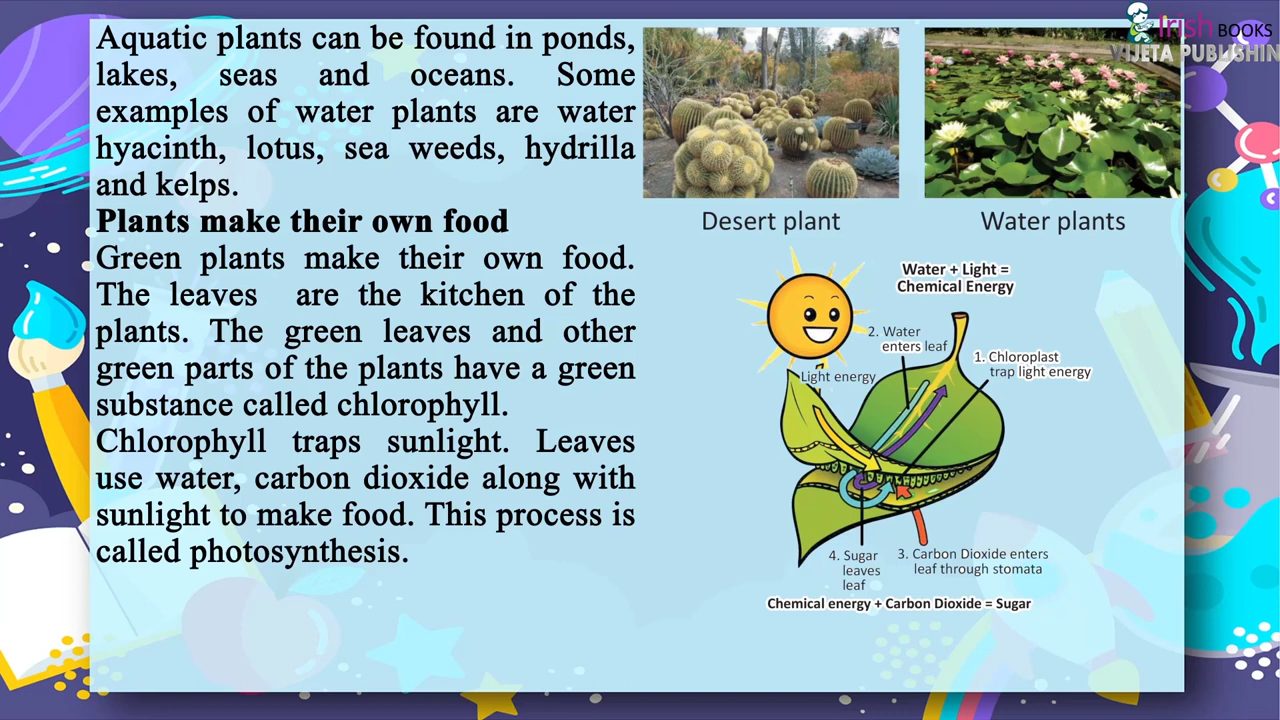 Aquatic plants can be found in ponds,
lakes, seas and oceans. Some
examples of water plants are water
hyacinth, lotus, sea weeds, hydrilla
and kelps.
Plants make their own food
Green plants make their own food.
The leaves are the kitchen of the
plants. The green leaves and other
green parts of the plants have a green
substance called chlorophyll.
Chlorophyll traps sunlight. Leaves
use water, carbon dioxide along with
sunlight to make food. This process is
called photosynthesis.
Irish BOOKS
VIJETA PUBLISHIN
Desert plant
Water plants
Water + Light =
Chemical Energy
2. Water
enters leaf
1. Chloroplast
trap light energy
Light energy
4. Sugar
leaves
leaf
3. Carbon Dioxide enters
leaf through stomata
Chemical energy + Carbon Dioxide = Sugar